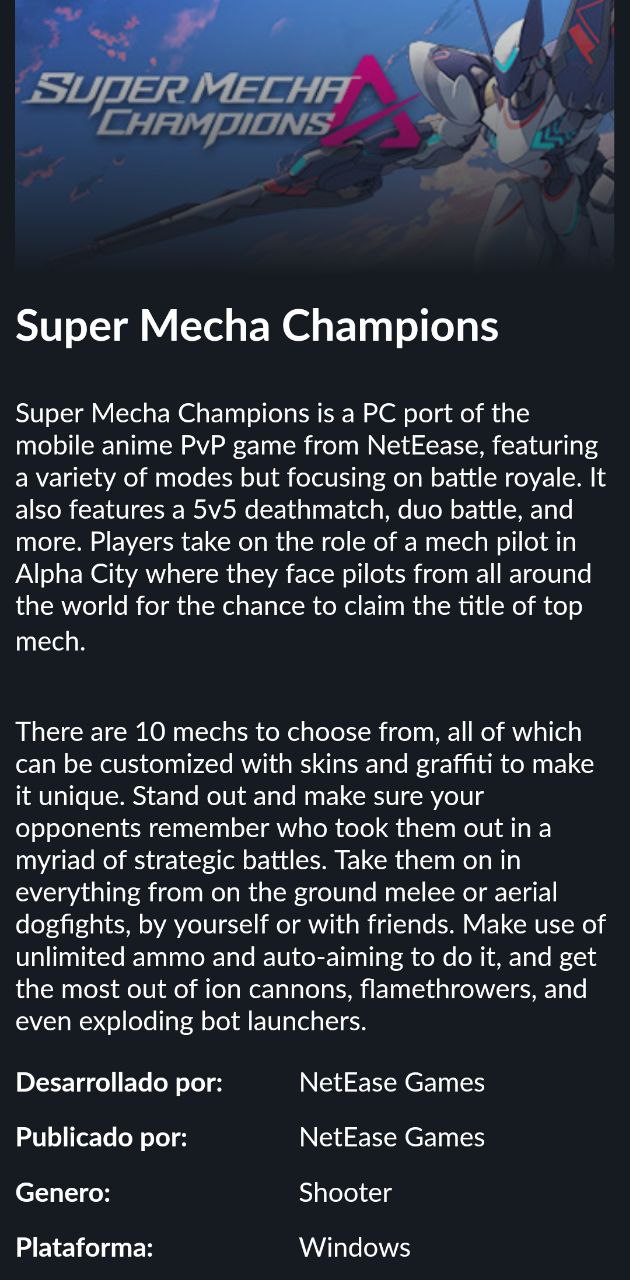 SUPER MECHA
CHAMPIONS
Super Mecha Champions
Super Mecha Champions is a PC port of the
mobile anime PvP game from NetEease, featuring
a variety of modes but focusing on battle royale. It
also features a 5v5 deathmatch, duo battle, and
more. Players take on the role of a mech pilot in
Alpha City where they face pilots from all around
the world for the chance to claim the title of top
mech.
There are 10 mechs to choose from, all of which
can be customized with skins and graffiti to make
it unique. Stand out and make sure your
opponents remember who took them out in a
myriad of strategic battles. Take them on in
everything from on the ground melee or aerial
dogfights, by yourself or with friends. Make use of
unlimited ammo and auto-aiming to do it, and get
the most out of ion cannons, flamethrowers, and
even exploding bot launchers.
Desarrollado por: NetEase Games
Publicado por: NetEase Games
Genero: Shooter
Plataforma: Windows